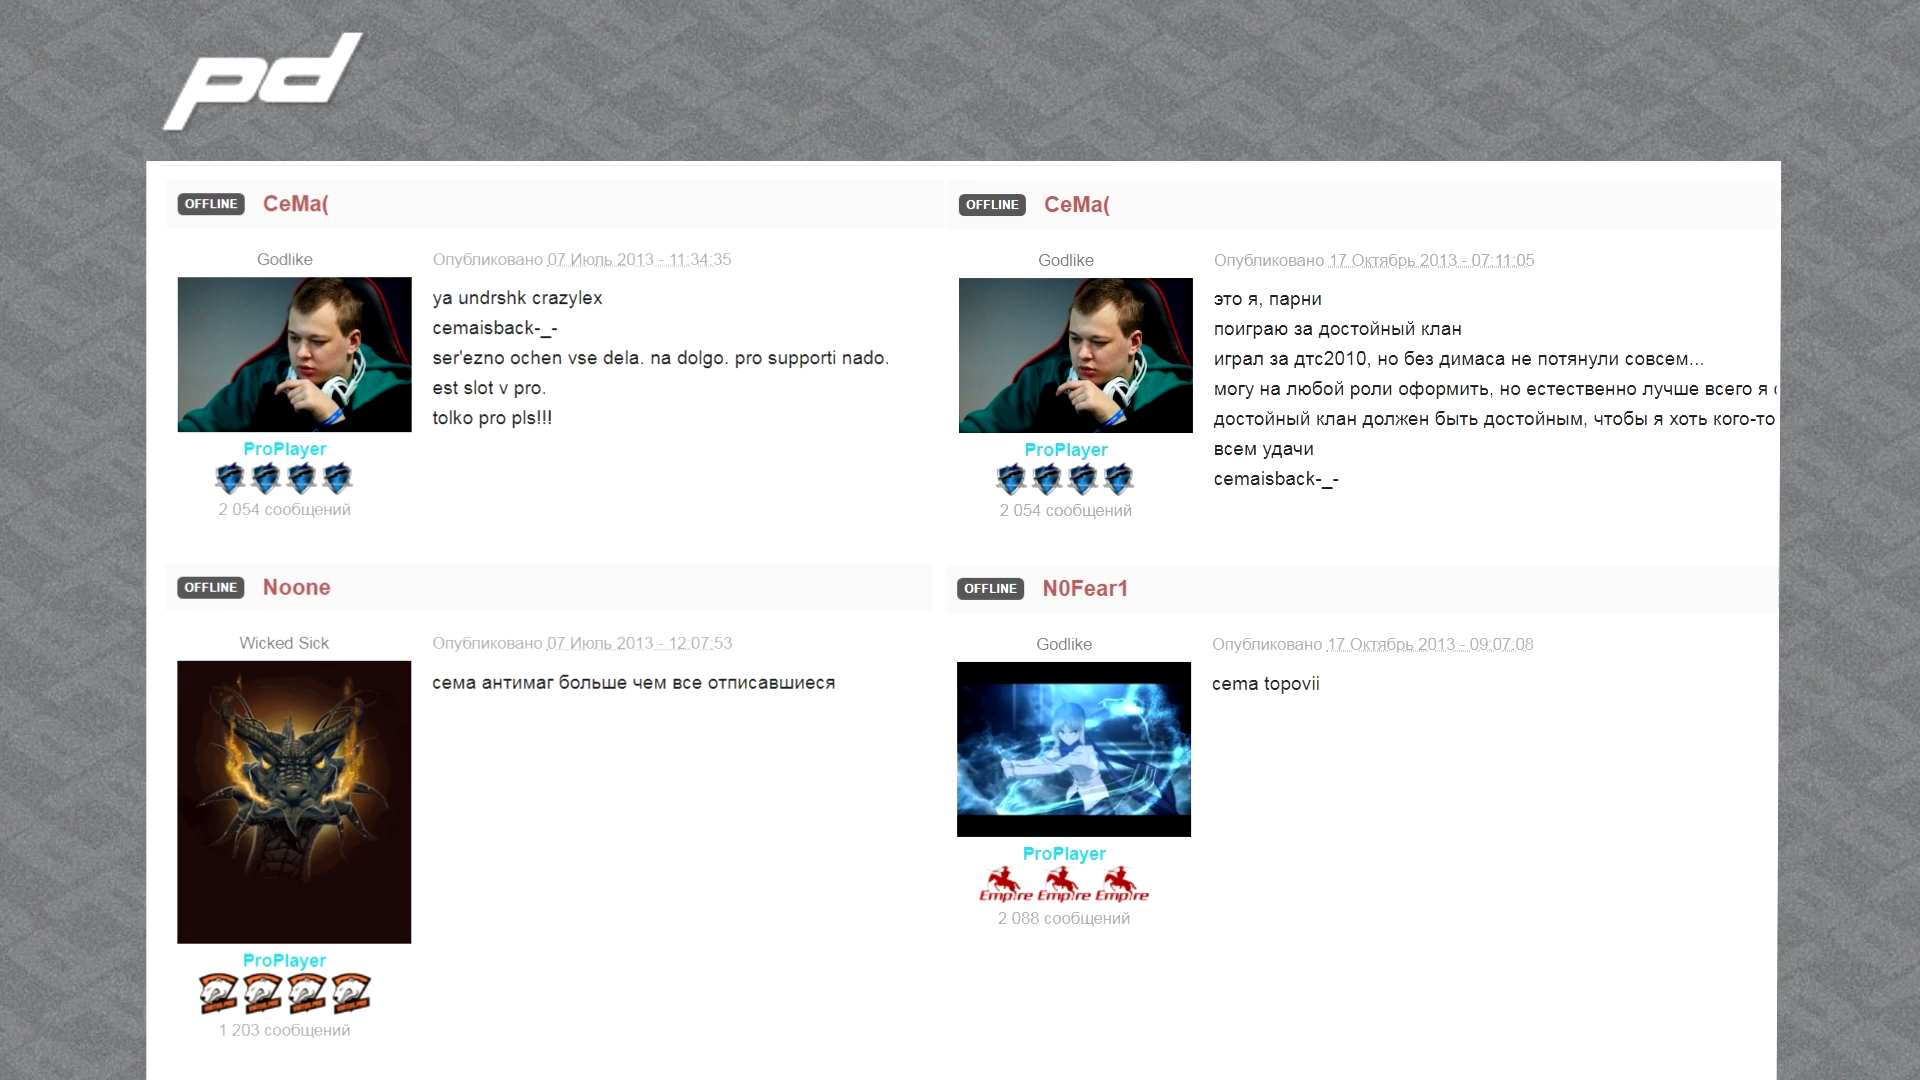 pd
OFFLINE CeMa(
Godlike
Опубликовано 07 Июль 2013 - 11:34:35
ya undrshk crazylex
cemaisback-_-
ser'ezno ochen vse dela. na dolgo. pro supporti nado.
est slot v pro.
tolko pro pls!!!
ProPlayer
2 054 сообщений
OFFLINE CeMa(
Godlike
Опубликовано 17 Октябрь 2013 - 07:11:05
это я, парни
поиграю за достойный клан
играл за дтс2010, но без димаса не потянули совсем...
могу на любой роли оформить, но естественно лучше всего я
достойный клан должен быть достойным, чтобы я хоть кого-то
всем удачи
cemaisback-_-
ProPlayer
2 054 сообщений
OFFLINE Noone
Wicked Sick
Опубликовано 07 Июль 2013 - 12:07:53
сема антимаг больше чем все отписавшиеся
ProPlayer
1 203 сообщений
OFFLINE N0Fear1
Godlike
Опубликовано 17 Октябрь 2013 - 09:07:08
cema topovii
ProPlayer
Empire Empire Empire
2 088 сообщений